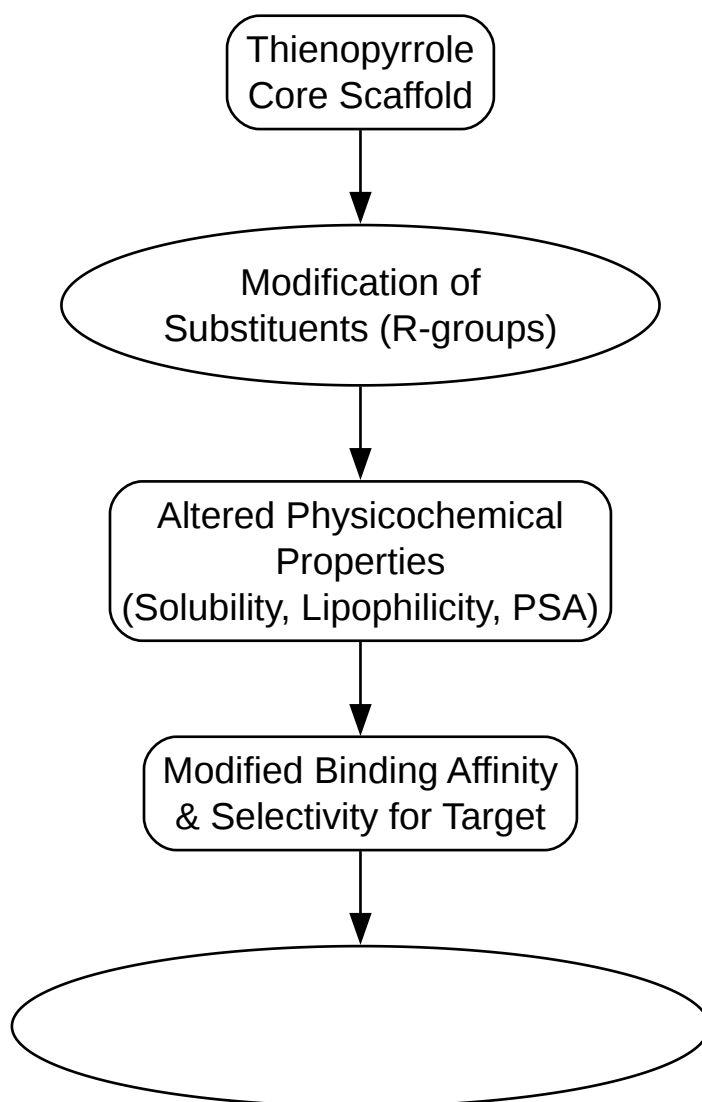 Thienopyrrole
Core Scaffold
Modification of
Substituents (R-groups)
Altered Physicochemical
Properties
(Solubility, Lipophilicity, PSA)
Modified Binding Affinity
& Selectivity for Target